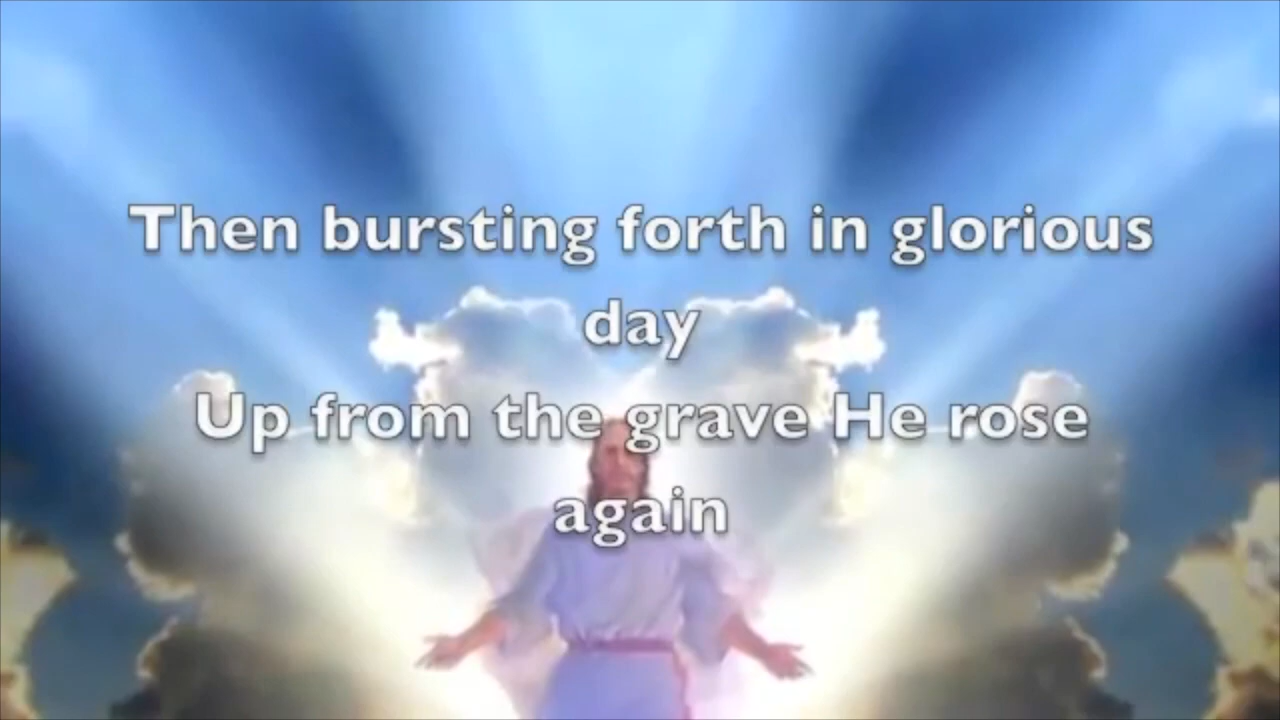 Then bursting forth in glorious
day
Up from the grave He rose
again